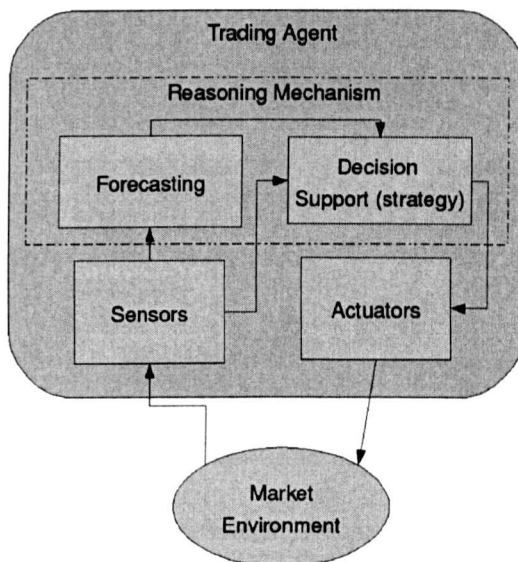 Trading Agent
Reasoning Mechanism
Forecasting
Decision
Support (strategy)
Sensors
Actuators
Market
Environment